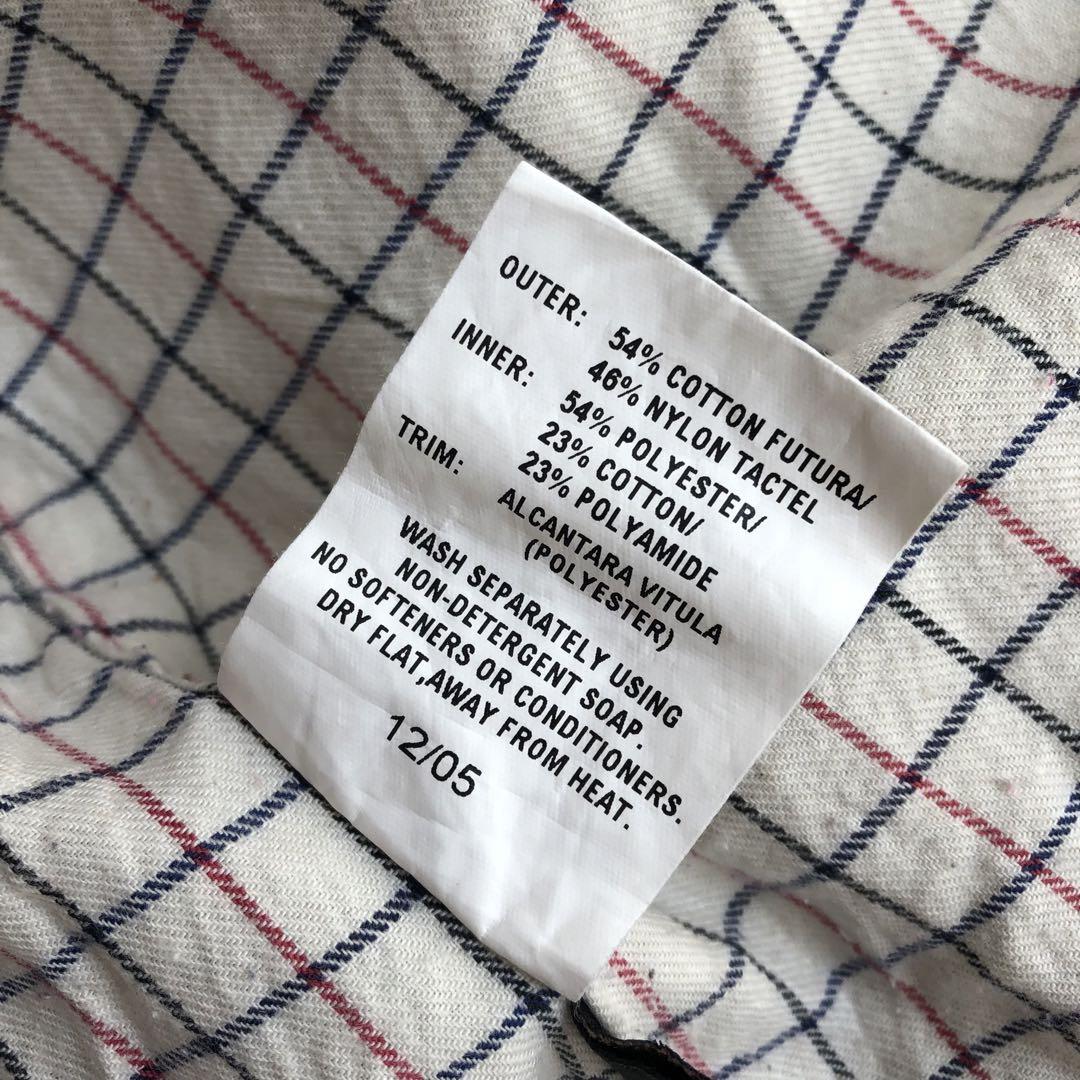 OUTER: 54% COTTON FUTURA/
46% NYLON TACTEL
INNER: 54% POLYESTER/
23% COTTON/
23% POLYAMIDE
TRIM: ALCANTARA VITULA
(POLYESTER)
WASH SEPARATELY USING
NON-DETERGENT SOAP.
NO SOFTENERS OR CONDITIONERS.
DRY FLAT,AWAY FROM HEAT.
12/05